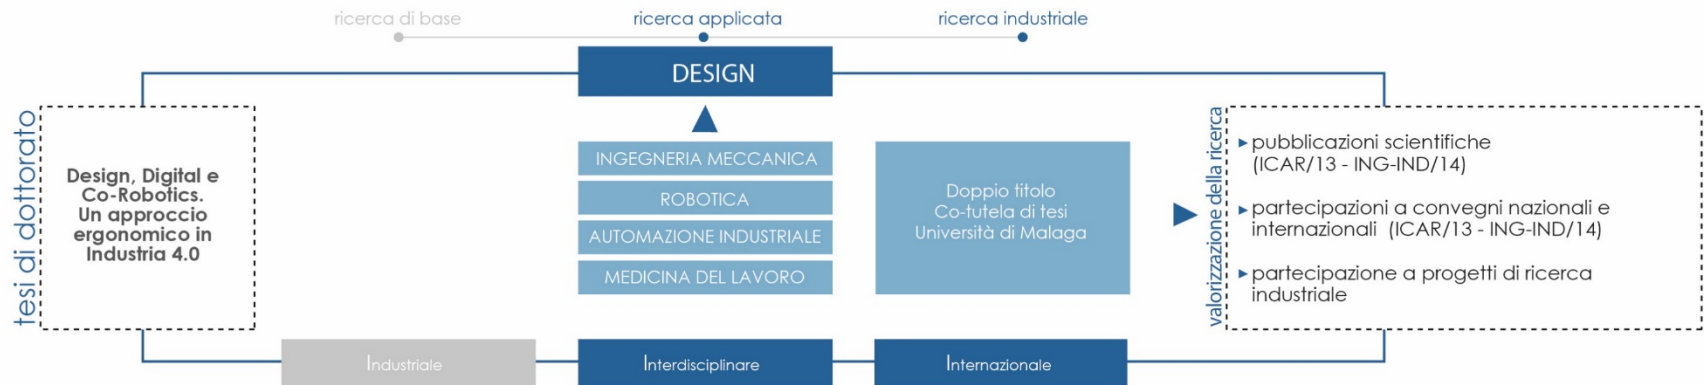 ricerca di base
ricerca applicata
ricerca industriale
DESIGN
tesi di dottorato
Design, Digital e
Co-Robotics.
Un approccio
ergonomico in
Industria 4.0
INGEGNERIA MECCANICA
ROBOTICA
AUTOMAZIONE INDUSTRIALE
MEDICINA DEL LAVORO
Doppio titolo
Co-tutela di tesi
Università di Malaga
valorizzazione della ricerca
pubblicazioni scientifiche
(ICAR/13 - ING-IND/14)
partecipazioni a convegni nazionali e
internazionali (ICAR/13 - ING-IND/14)
partecipazione a progetti di ricerca
industriale
Industriale
Interdisciplinare
Internazionale